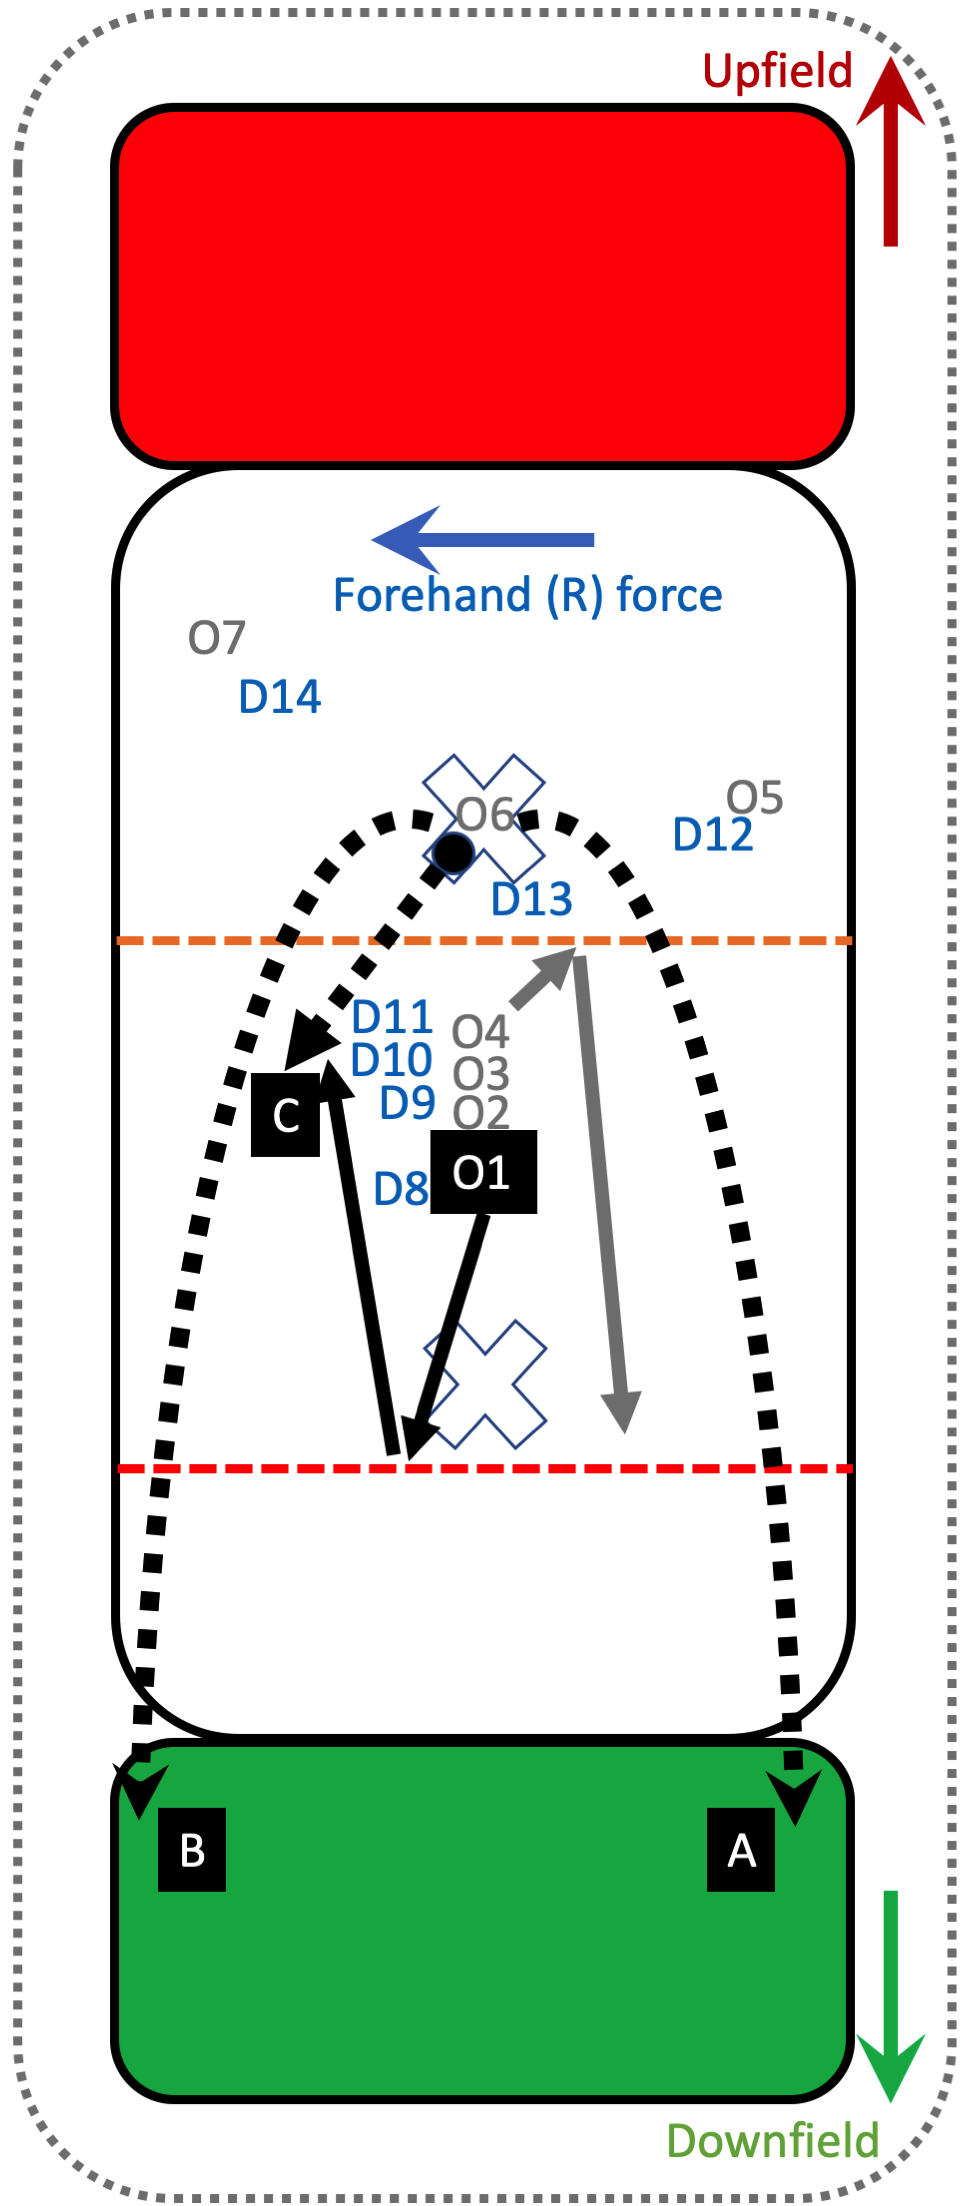 Upfield
Forehand (R) force
O7
D14
O5
O6
D12
D13
D11
O4
D10
O3
D9
O2
C
O1
D8
B
A
Downfield